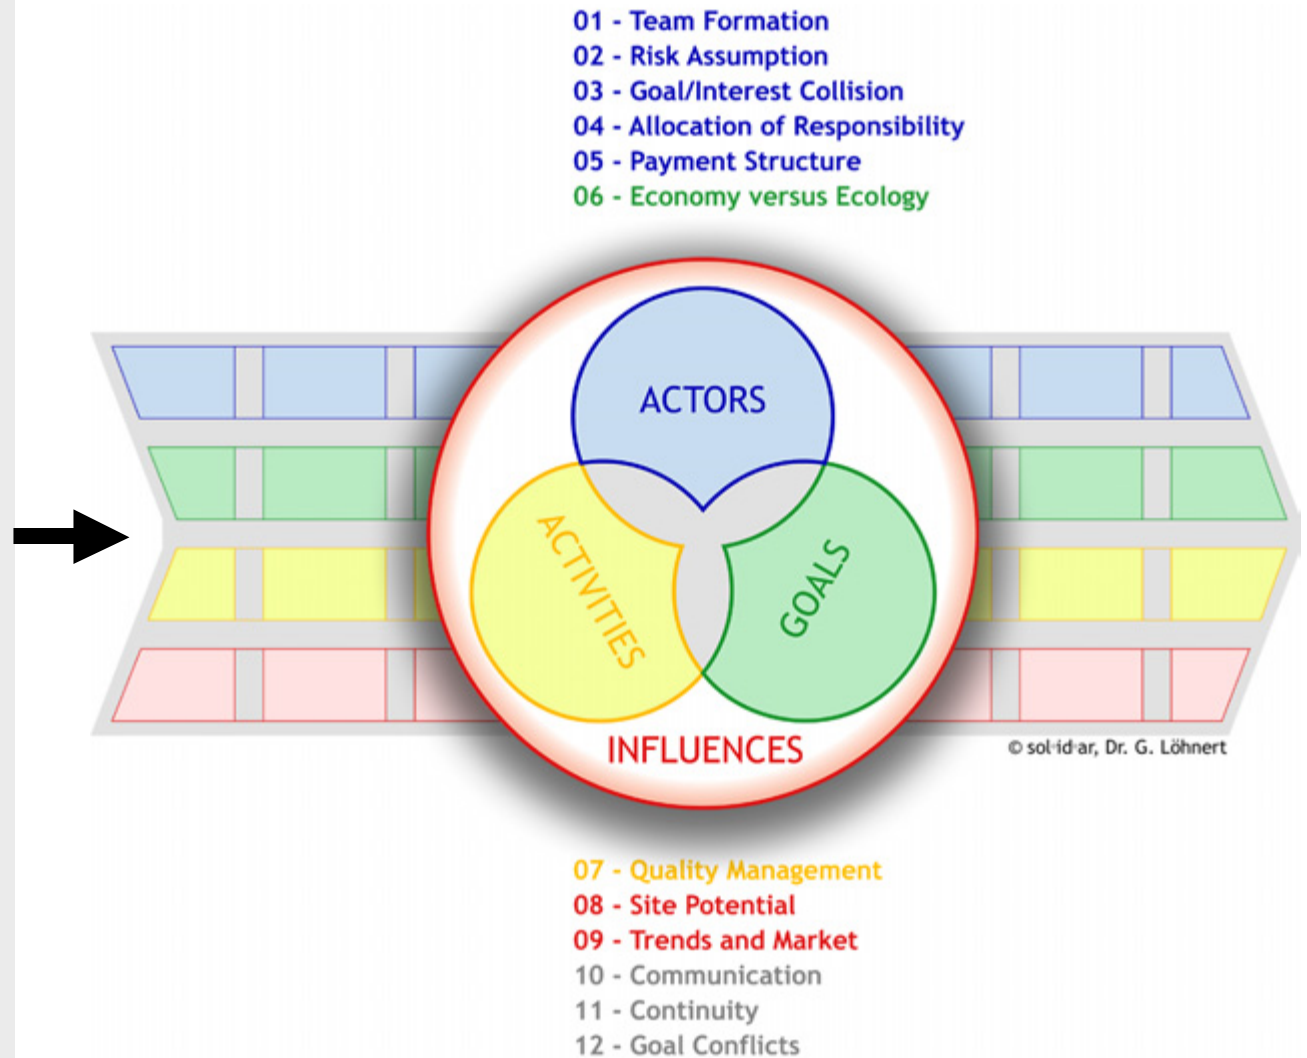 01 - Team Formation
02 - Risk Assumption
03 - Goal/Interest Collision
04 - Allocation of Responsibility
05 - Payment Structure
06 - Economy versus Ecology
ACTORS
ACTIVITIES
GOALS
INFLUENCES
© sol·id·ar, Dr. G. Löhnert
07 - Quality Management
08 - Site Potential
09 - Trends and Market
10 - Communication
11 - Continuity
12 - Goal Conflicts